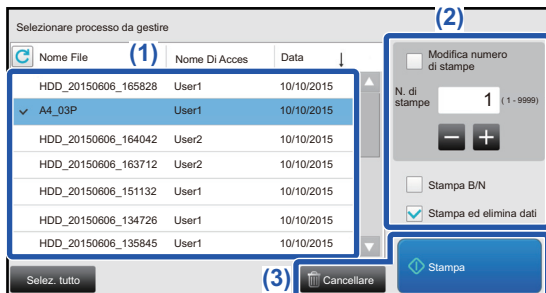 Selezionare processo da gestire
(2)
Nome File
(1)
Nome Di Acces
Data ↓
HDD_20150606_165828 User1 10/10/2015
A4_03P User1 10/10/2015
HDD_20150606_164042 User2 10/10/2015
HDD_20150606_163712 User2 10/10/2015
HDD_20150606_151132 User1 10/10/2015
HDD_20150606_134726 User1 10/10/2015
HDD_20150606_135845 User1 10/10/2015
Modifica numero
di stampe
N. di
stampe
1 ( 1 - 9999)
Stampa B/N
Stampa ed elimina dati
Selez. tutto
(3)
Cancellare
Stampa